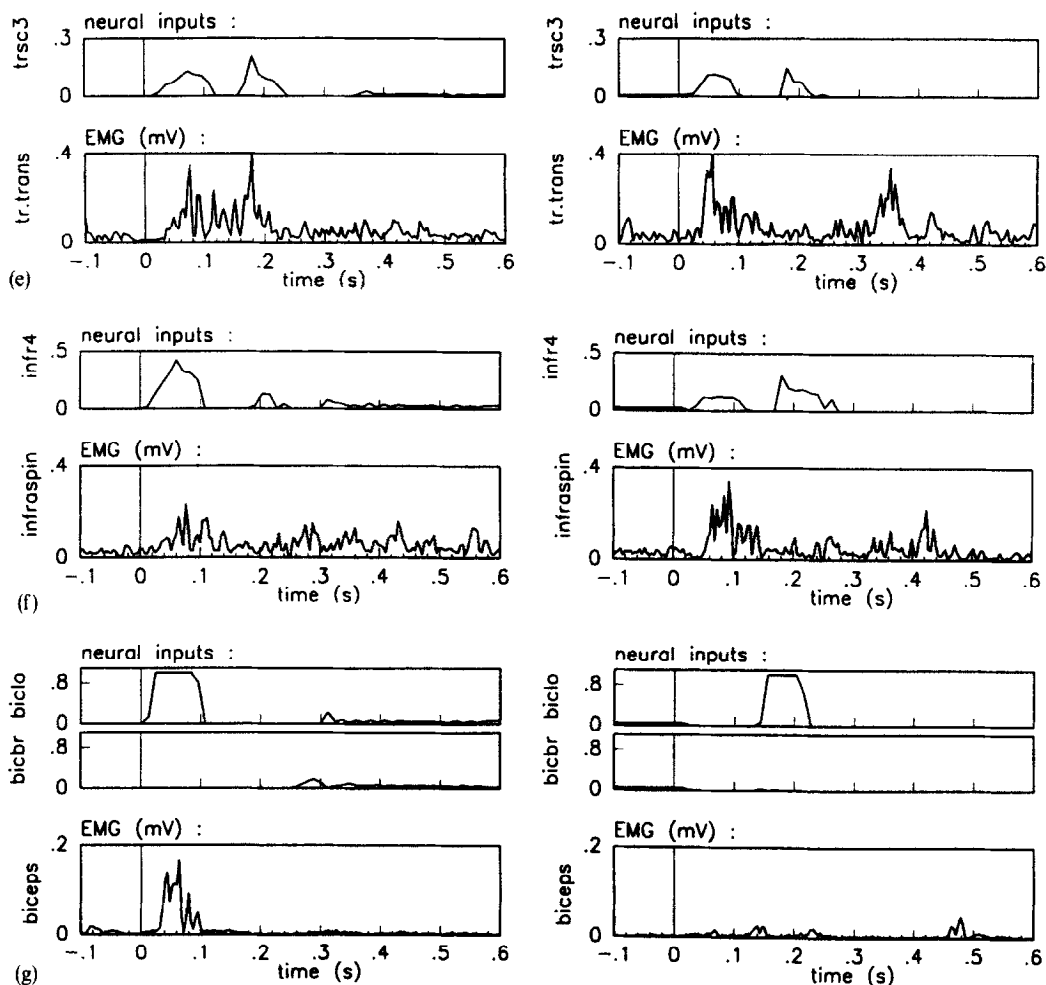 neural inputs :
trsc3
.3
0
EMG (mV) :
tr.trans
.4
0
-.1 0 .1 .2 .3 .4 .5 .6
time (s)
(e)
neural inputs :
trsc3
.3
0
EMG (mV) :
tr.trans
.4
0
-.1 0 .1 .2 .3 .4 .5 .6
time (s)
neural inputs :
infr4
.5
0
EMG (mV) :
infraspin
.4
0
-.1 0 .1 .2 .3 .4 .5 .6
time (s)
(f)
neural inputs :
infr4
.5
0
EMG (mV) :
infraspin
.4
0
-.1 0 .1 .2 .3 .4 .5 .6
time (s)
neural inputs :
biclo
.8
0
bicbr
.8
0
EMG (mV) :
biceps
.2
0
-.1 0 .1 .2 .3 .4 .5 .6
time (s)
(g)
neural inputs :
biclo
.8
0
bicbr
.8
0
EMG (mV) :
biceps
.2
0
-.1 0 .1 .2 .3 .4 .5 .6
time (s)